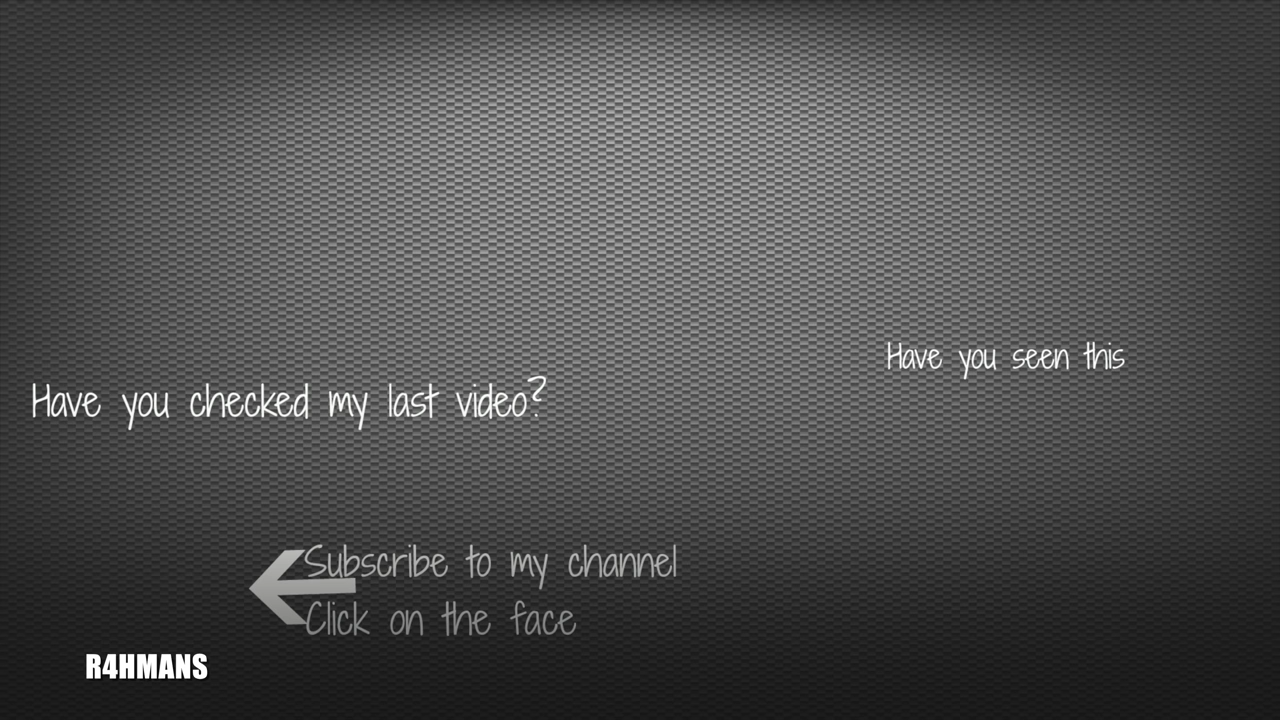 Have you seen this
Have you checked my last video?
Subscribe to my channel
Click on the face
R4HMANS